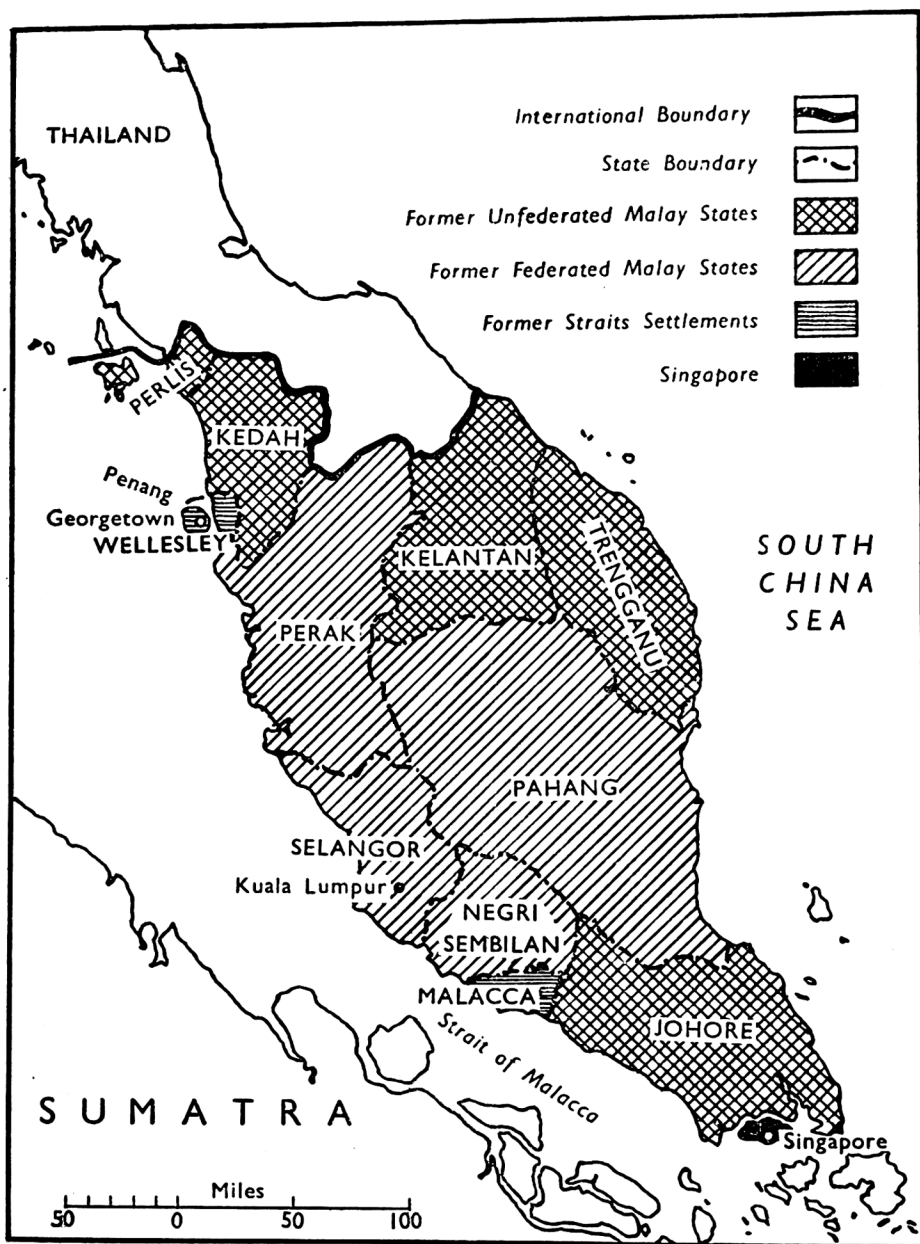 THAILAND
International Boundary
State Boundary
Former Unfederated Malay States
Former Federated Malay States
Former Straits Settlements
Singapore
PERLIS
KEDAH
Penang
Georgetown
WELLESLEY
KELANTAN
TRENGGANU
SOUTH
CHINA
SEA
PERAK
PAHANG
SELANGOR
Kuala Lumpur
NEGRI
SEMBILAN
MALACCA
JOHORE
Strait of Malacca
SUMATRA
Singapore
Miles
50 0 50 100